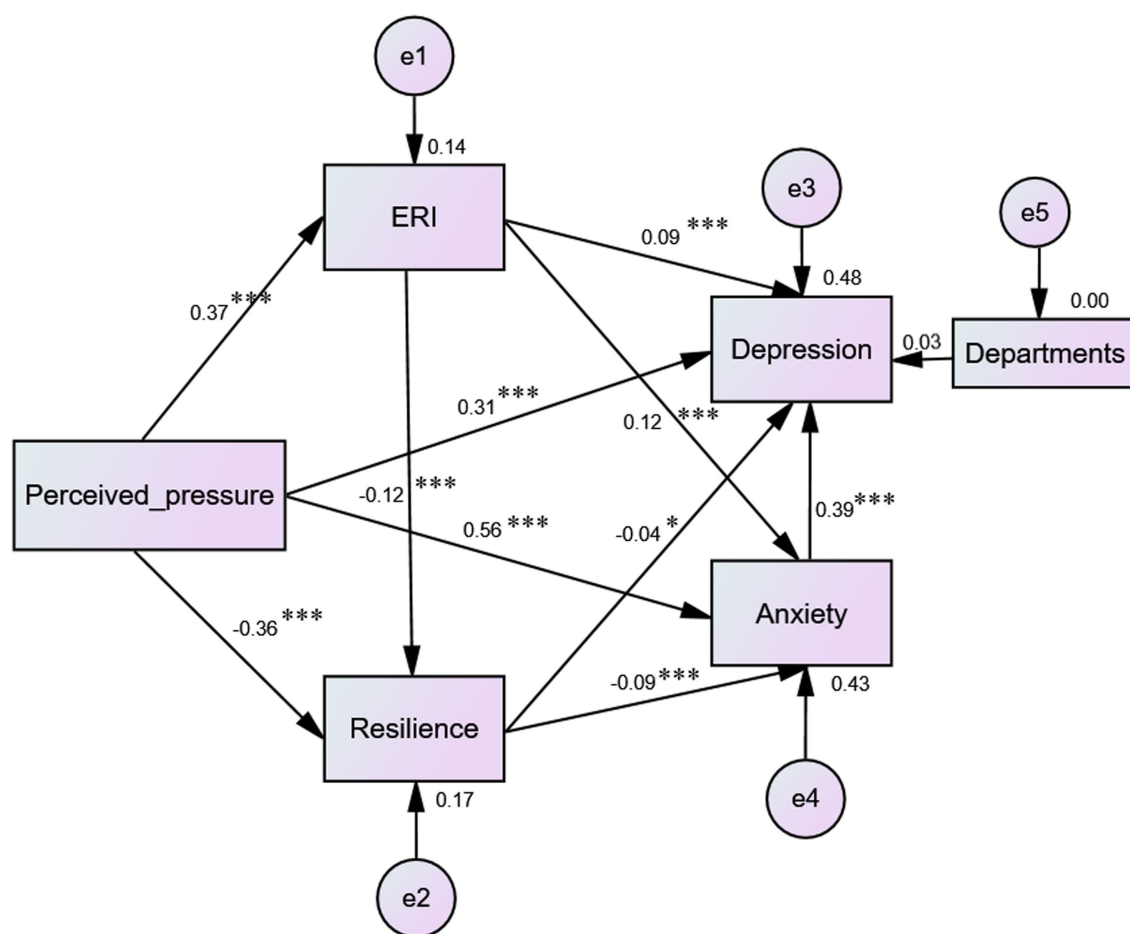 e1
0.14
ERI
e3
e5
0.09 ***
0.48
0.00
0.37***
Depression
0.03
Departments
0.31***
0.12 ***
Perceived_pressure
-0.12 ***
0.56 ***
-0.04 *
0.39***
Anxiety
-0.36 ***
-0.09***
0.43
Resilience
0.17
e4
e2